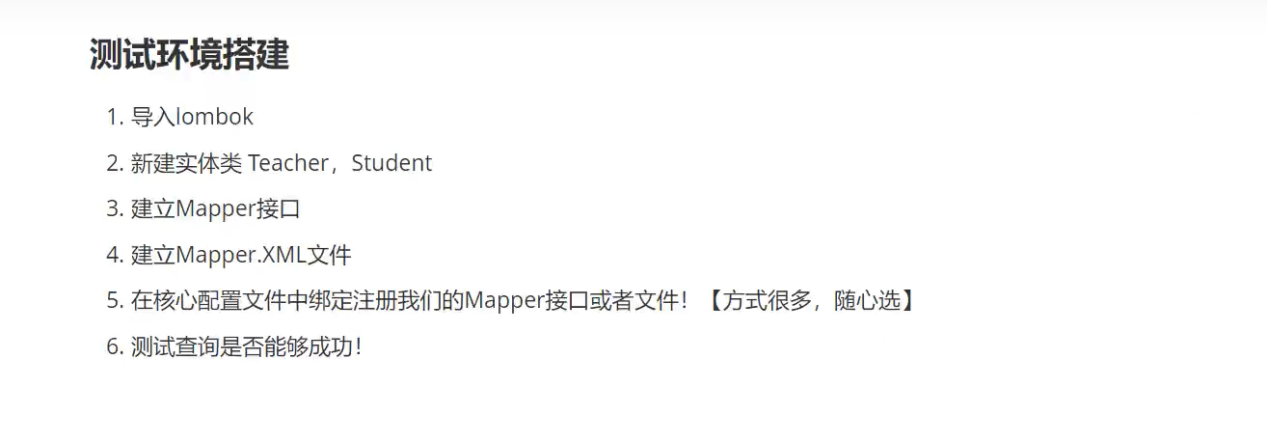 测试环境搭建
1. 导入lombok
2. 新建实体类 Teacher，Student
3. 建立Mapper接口
4. 建立Mapper.XML文件
5. 在核心配置文件中绑定注册我们的Mapper接口或者文件！【方式很多，随心选】
6. 测试查询是否能够成功！